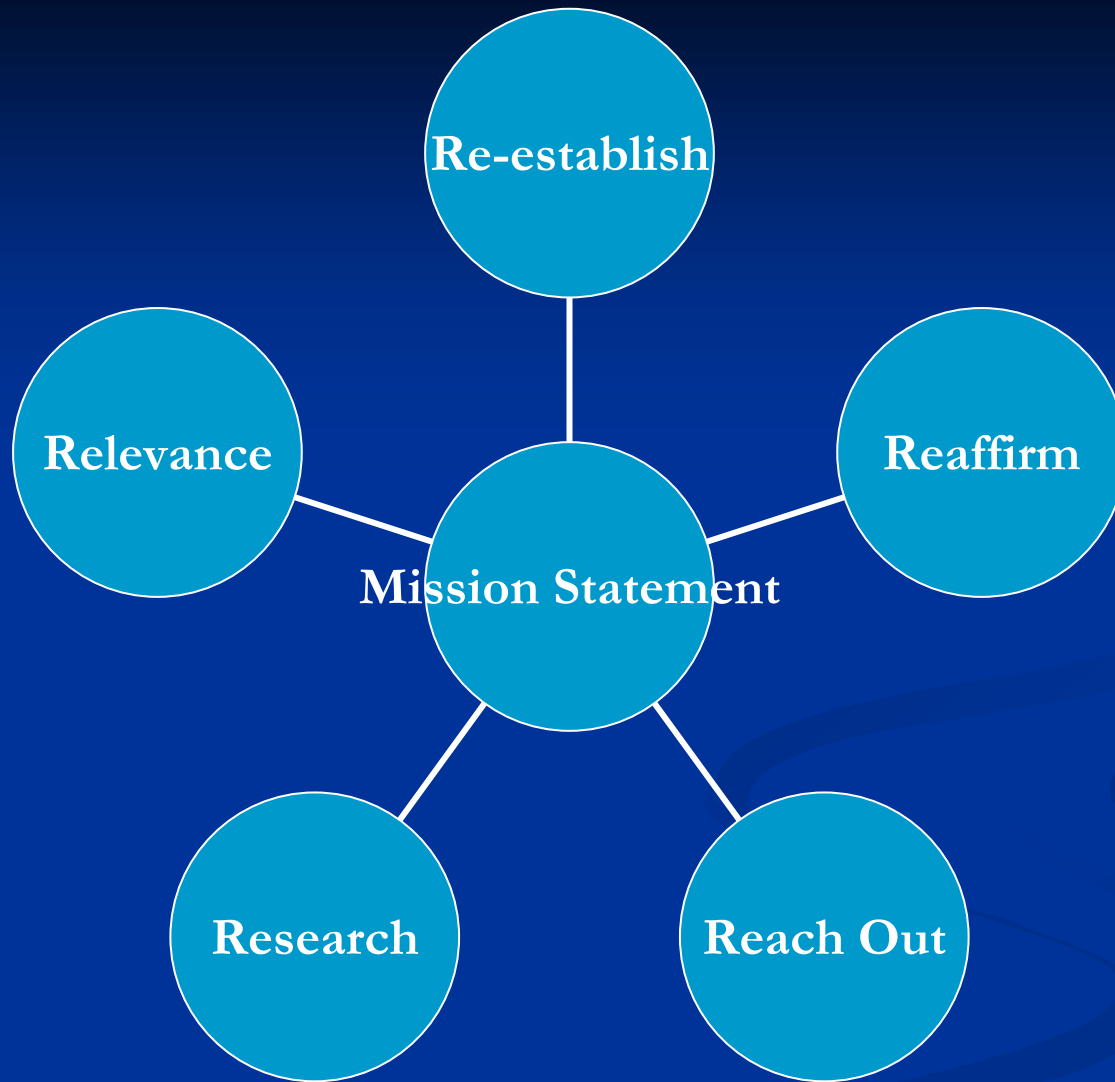 Re-establish
Relevance
Reaffirm
Mission Statement
Research
Reach Out